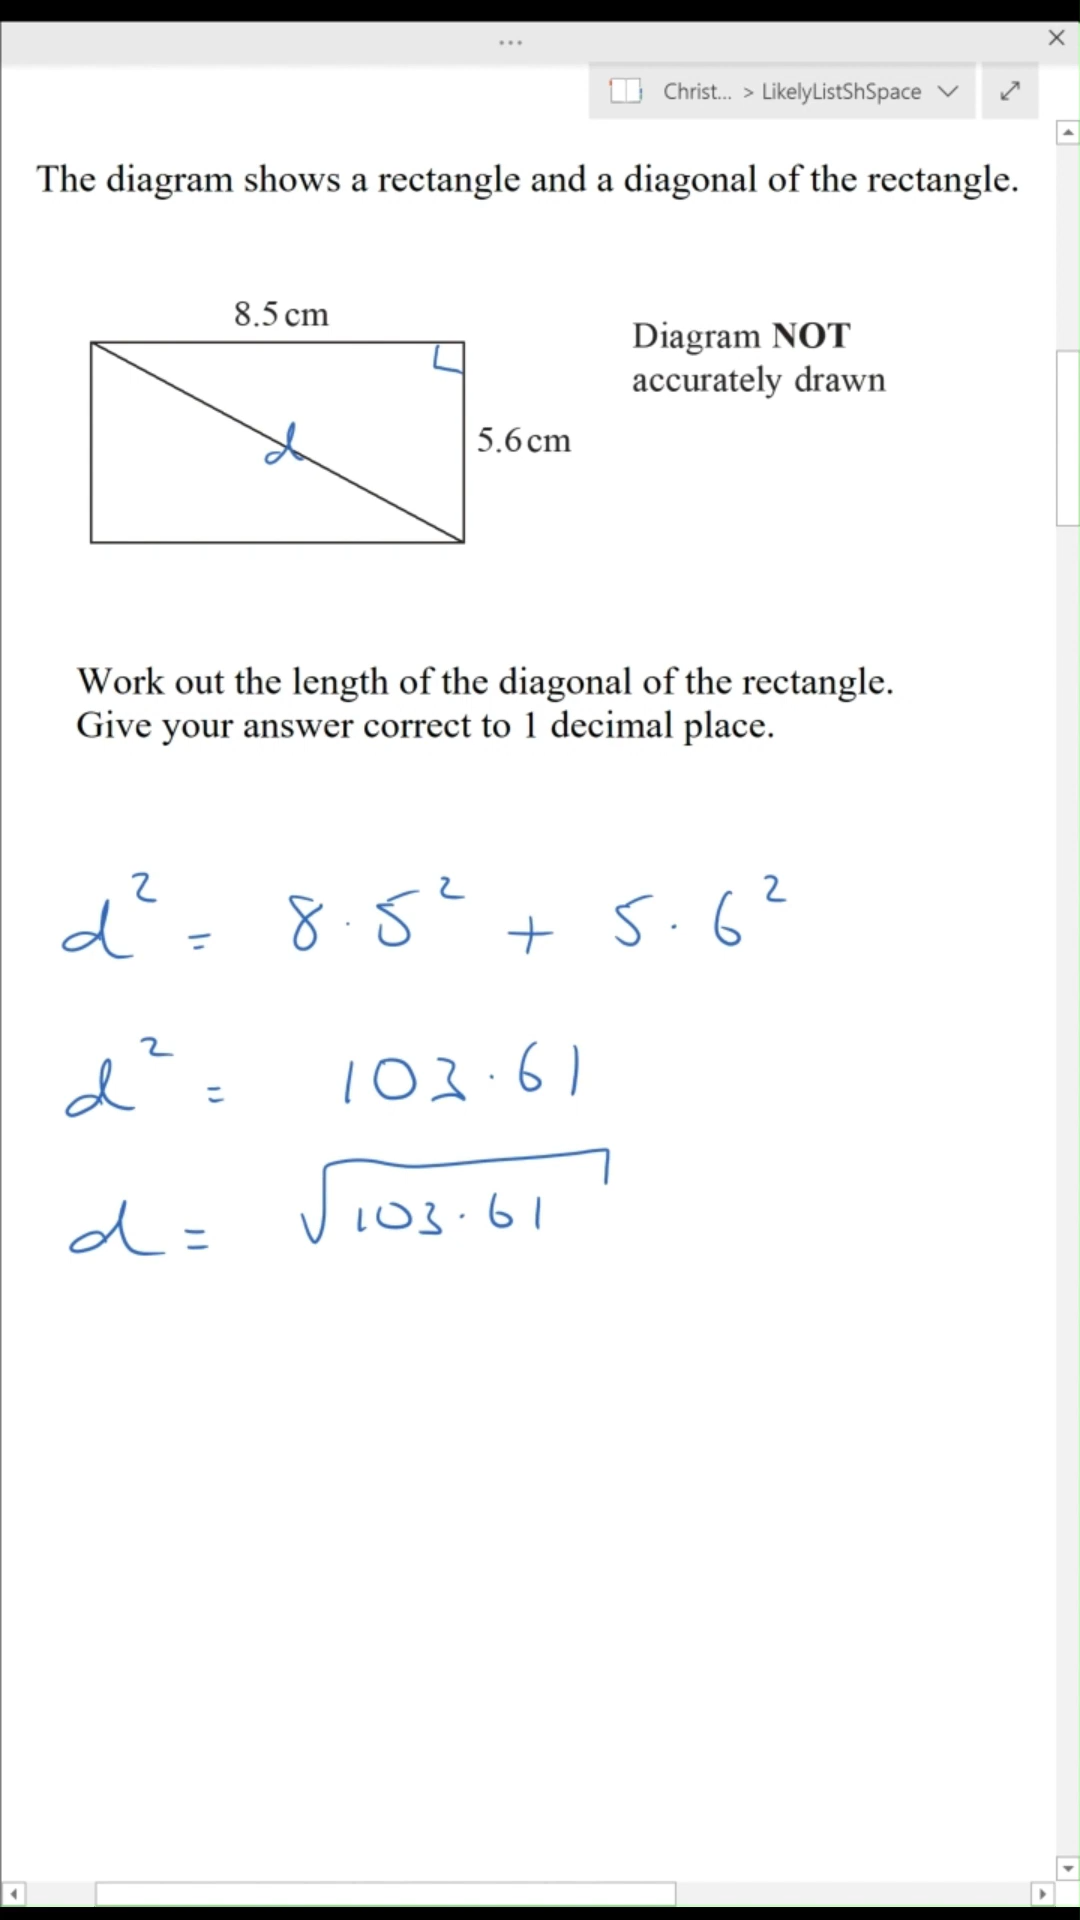 Christ... > LikelyListShSpace
The diagram shows a rectangle and a diagonal of the rectangle.
8.5 cm
Diagram NOT
accurately drawn
d
5.6 cm
Work out the length of the diagonal of the rectangle.
Give your answer correct to 1 decimal place.
d² = 8.5² + 5.6²
d² = 103.61
d = √103.61